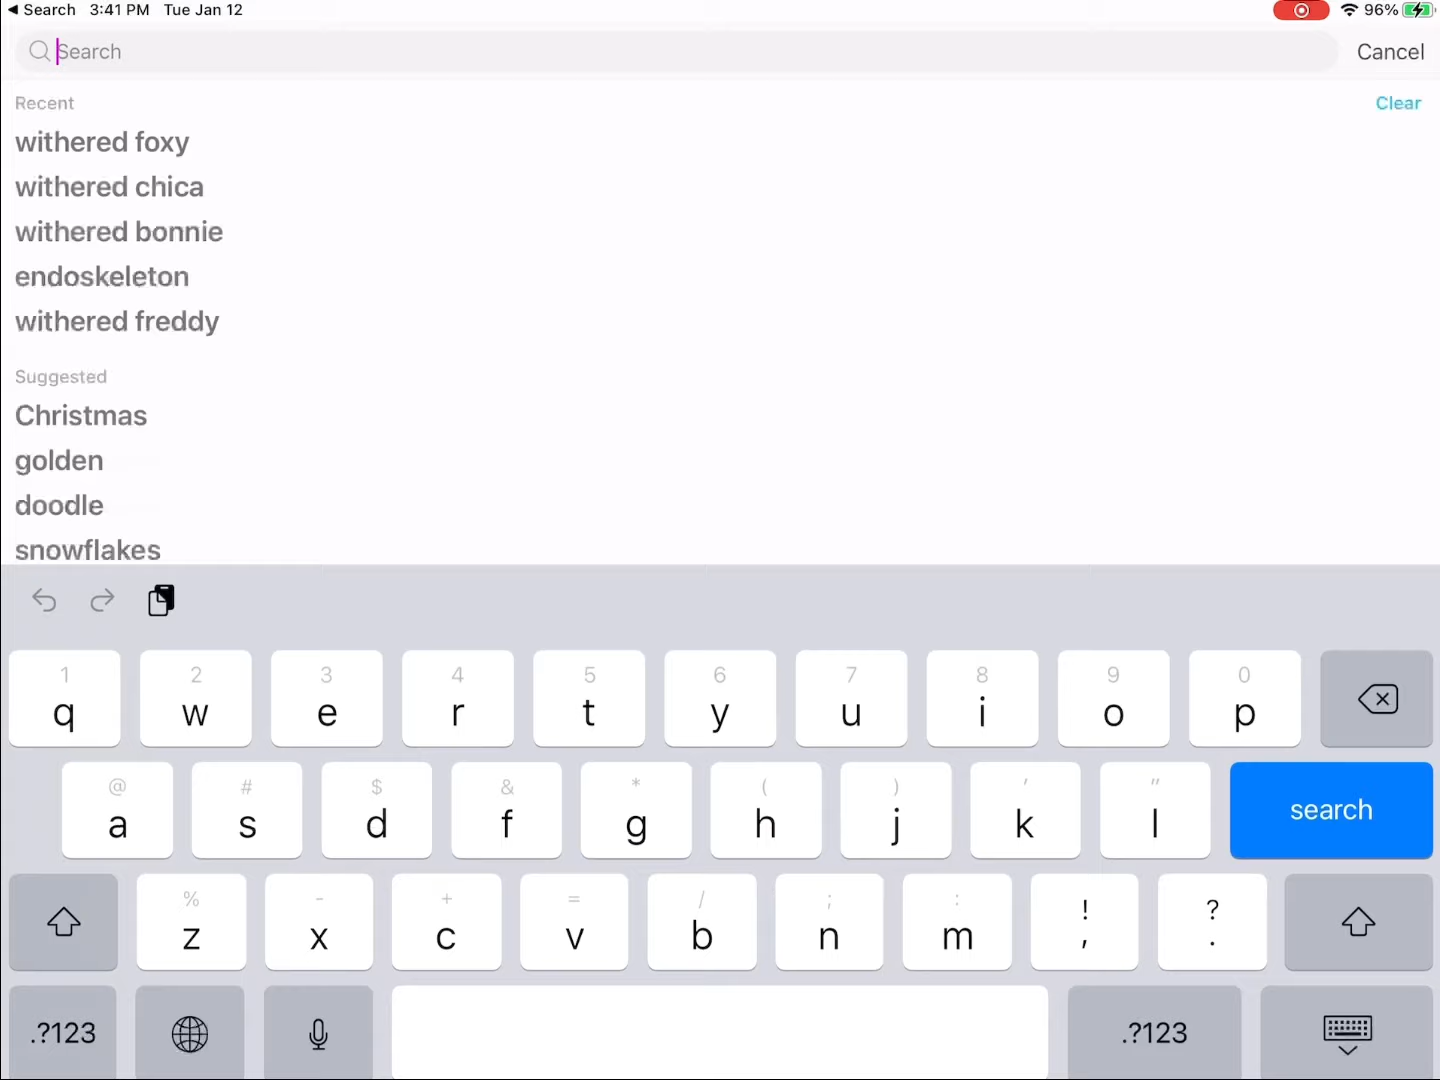 Search 3:41 PM Tue Jan 12 96%
Search Cancel
Recent Clear
withered foxy
withered chica
withered bonnie
endoskeleton
withered freddy
Suggested
Christmas
golden
doodle
snowflakes
1 2 3 4 5 6 7 8 9 0
q w e r t y u i o p
@ # $ & * ( ) ' "
a s d f g h j k l search
% - + = / ; : ! ?
z x c v b n m , .
.?123 .?123